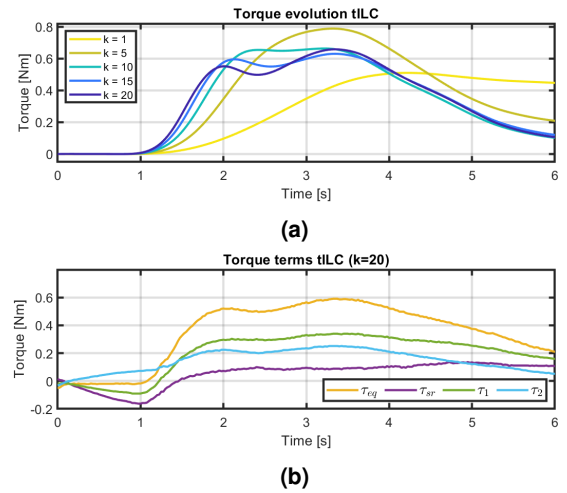 Torque evolution tILC
0.8
0.6
0.4
0.2
0
Torque [Nm]
k = 1
k = 5
k = 10
k = 15
k = 20
0 1 2 3 4 5 6
Time [s]
(a)
Torque terms tILC (k=20)
0.6
0.4
0.2
0
-0.2
Torque [Nm]
τeq τsr τ1 τ2
0 1 2 3 4 5 6
Time [s]
(b)